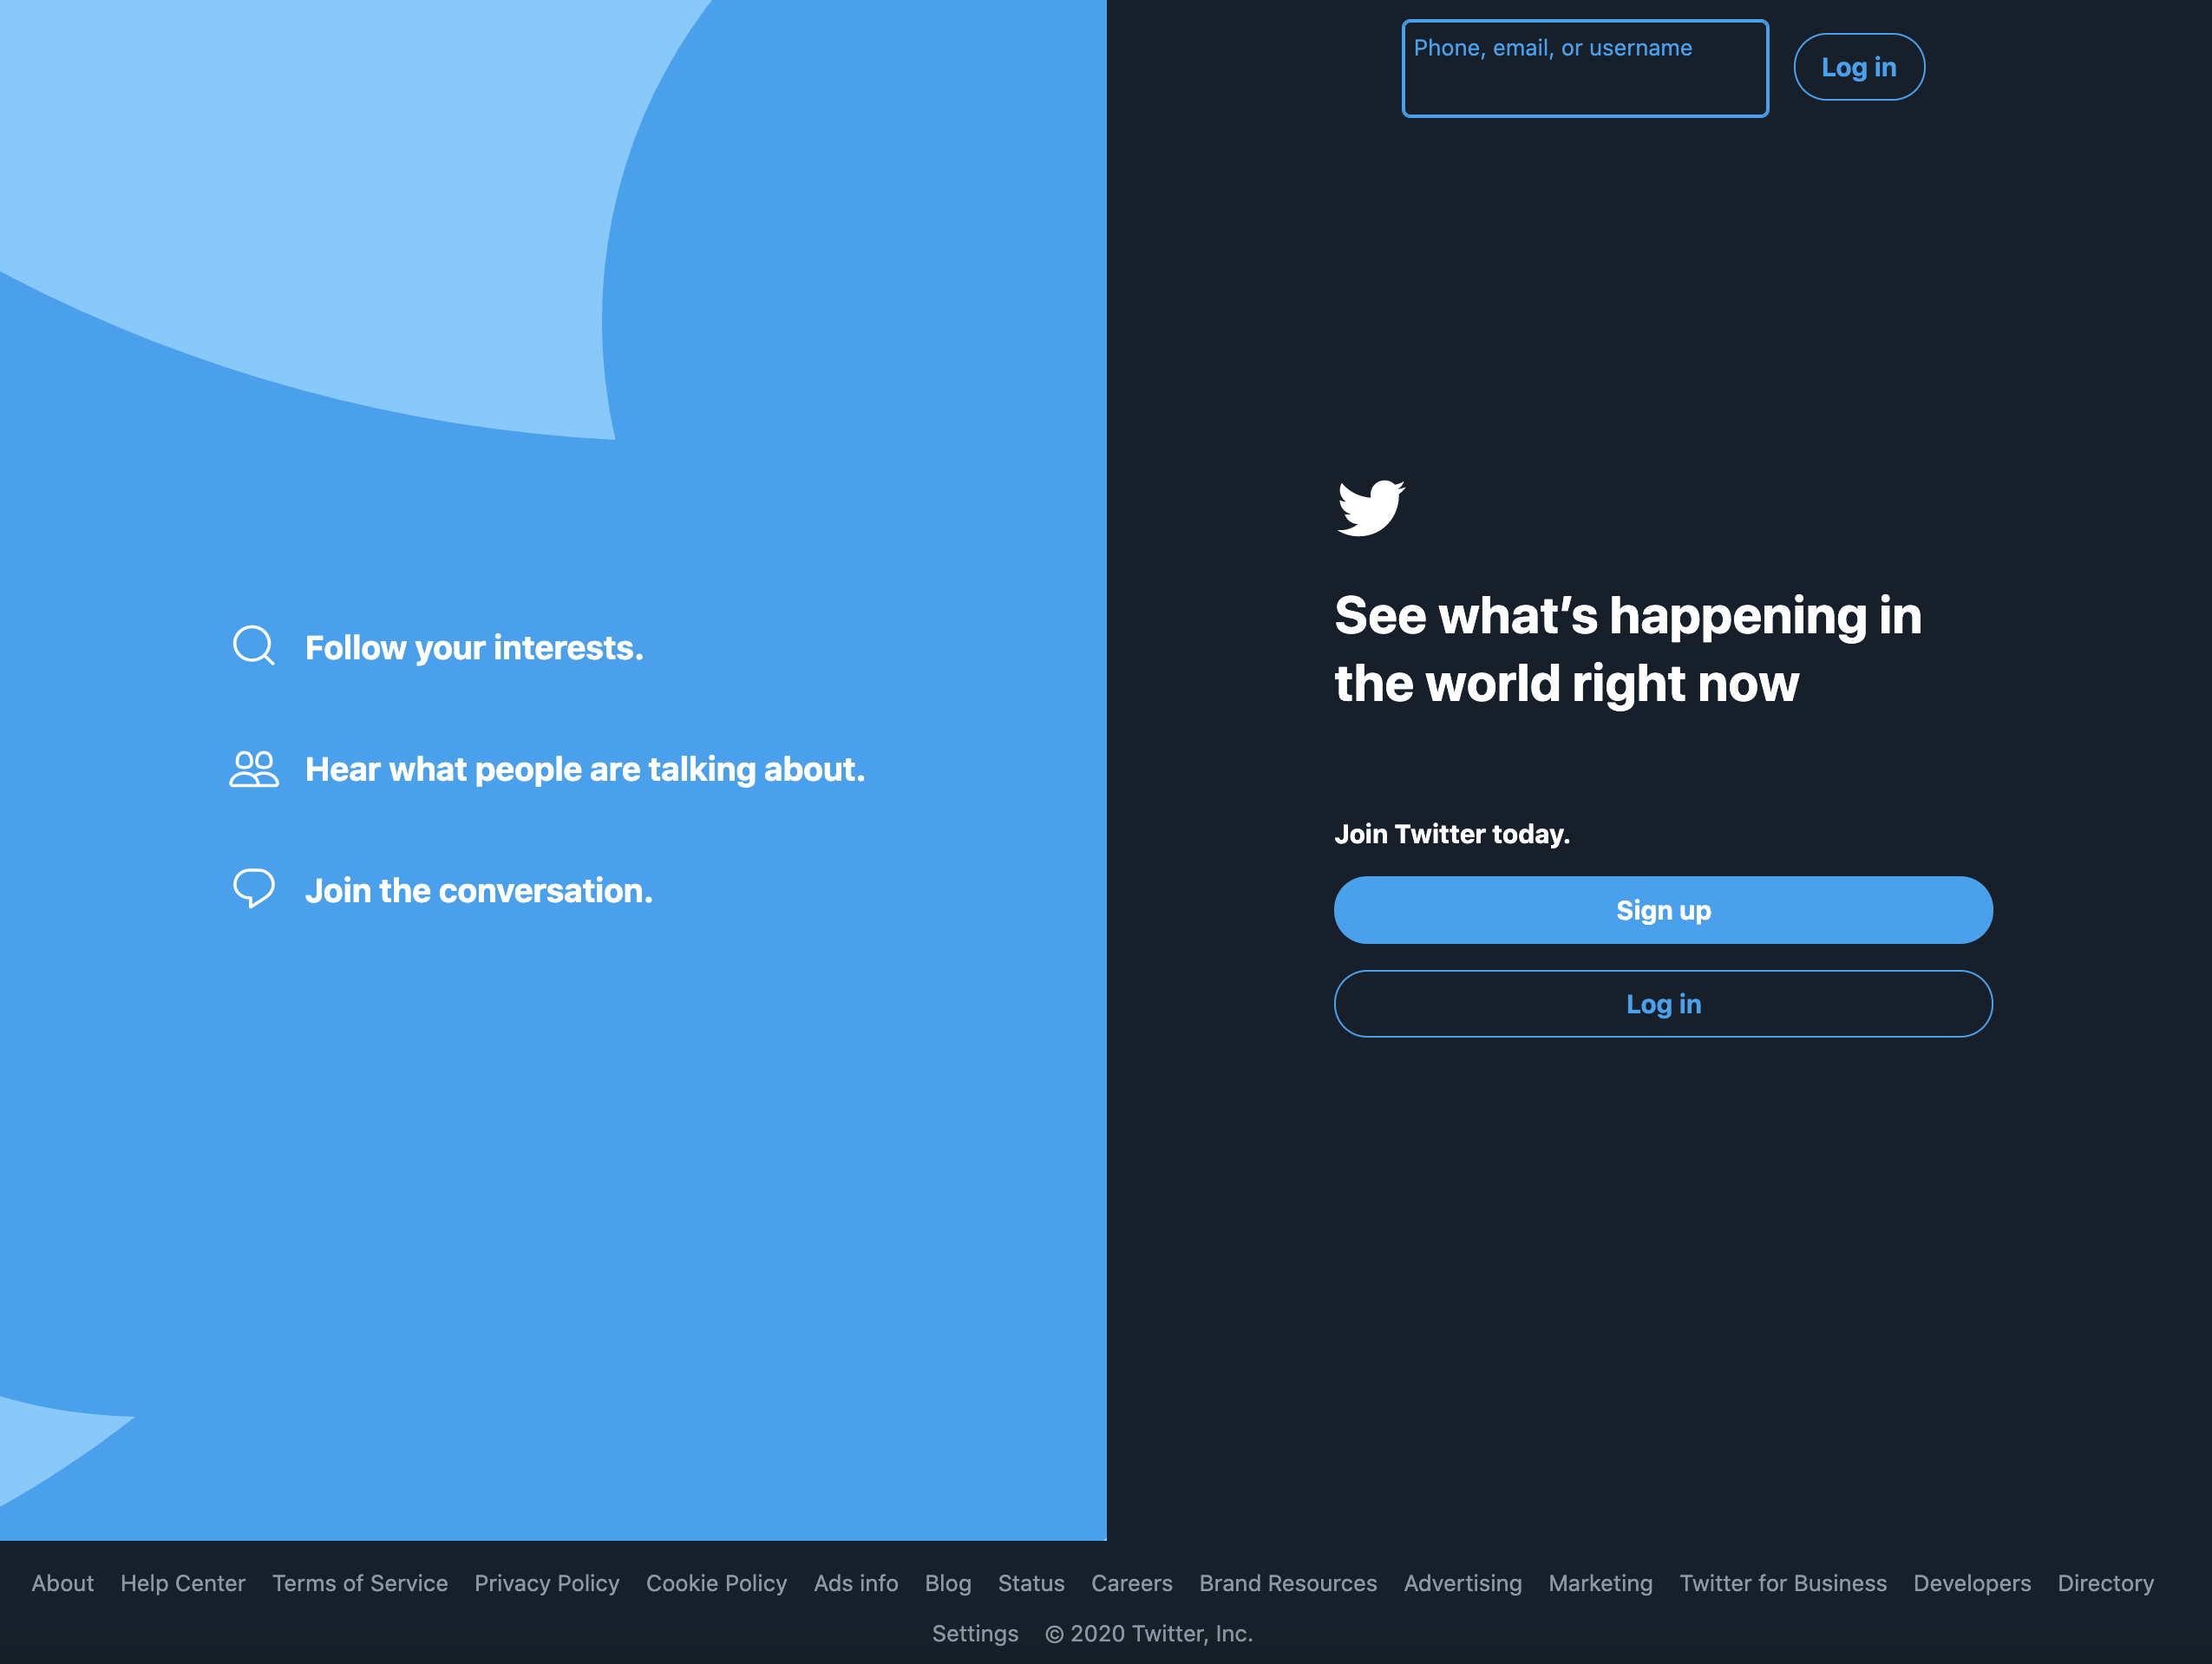 Phone, email, or username
Log in
Follow your interests.
Hear what people are talking about.
Join the conversation.
See what’s happening in
the world right now
Join Twitter today.
Sign up
Log in
About Help Center Terms of Service Privacy Policy Cookie Policy Ads info Blog Status Careers Brand Resources Advertising Marketing Twitter for Business Developers Directory
Settings © 2020 Twitter, Inc.